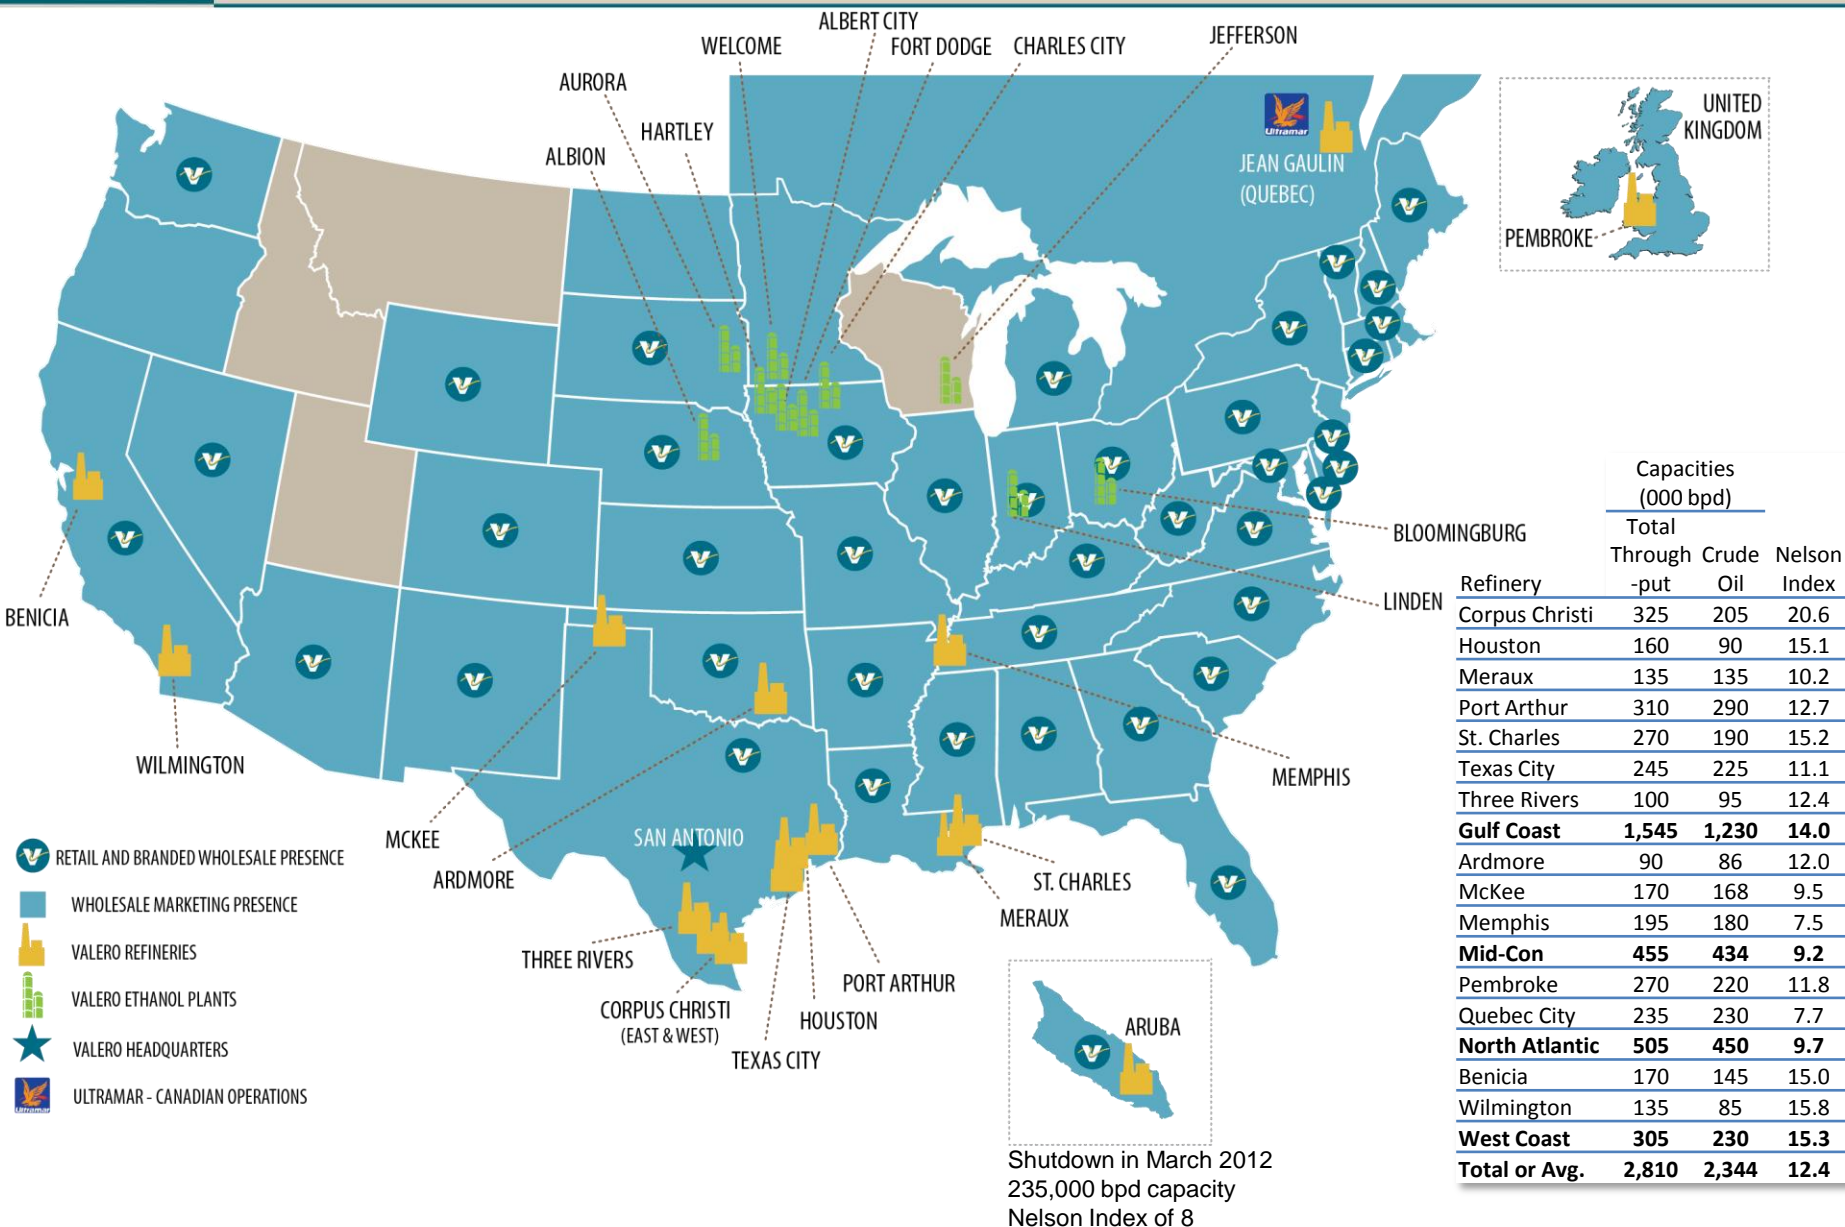 ALBERT CITY
WELCOME
FORT DODGE
CHARLES CITY
JEFFERSON
AURORA
HARTLEY
ALBION
Ultramar
JEAN GAULIN
(QUEBEC)
UNITED
KINGDOM
PEMBROKE
BENICIA
WILMINGTON
BLOOMINGBURG
LINDEN
MEMPHIS
MCKEE
ARDMORE
SAN ANTONIO
THREE RIVERS
CORPUS CHRISTI
(EAST & WEST)
TEXAS CITY
HOUSTON
PORT ARTHUR
ST. CHARLES
MERAUX
ARUBA
Shutdown in March 2012
235,000 bpd capacity
Nelson Index of 8
RETAIL AND BRANDED WHOLESALE PRESENCE
WHOLESALE MARKETING PRESENCE
VALERO REFINERIES
VALERO ETHANOL PLANTS
VALERO HEADQUARTERS
Ultramar
ULTRAMAR - CANADIAN OPERATIONS
Capacities
(000 bpd)
Total
Through Crude Nelson
Refinery -put Oil Index
Corpus Christi 325 205 20.6
Houston 160 90 15.1
Meraux 135 135 10.2
Port Arthur 310 290 12.7
St. Charles 270 190 15.2
Texas City 245 225 11.1
Three Rivers 100 95 12.4
Gulf Coast 1,545 1,230 14.0
Ardmore 90 86 12.0
McKee 170 168 9.5
Memphis 195 180 7.5
Mid-Con 455 434 9.2
Pembroke 270 220 11.8
Quebec City 235 230 7.7
North Atlantic 505 450 9.7
Benicia 170 145 15.0
Wilmington 135 85 15.8
West Coast 305 230 15.3
Total or Avg. 2,810 2,344 12.4